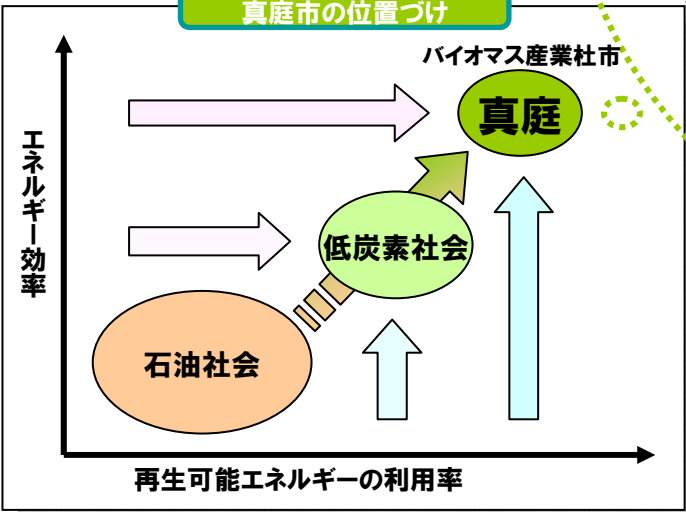 真庭市の位置づけ
バイオマス産業杜市
真庭
エネルギー効率
低炭素社会
石油社会
再生可能エネルギーの利用率